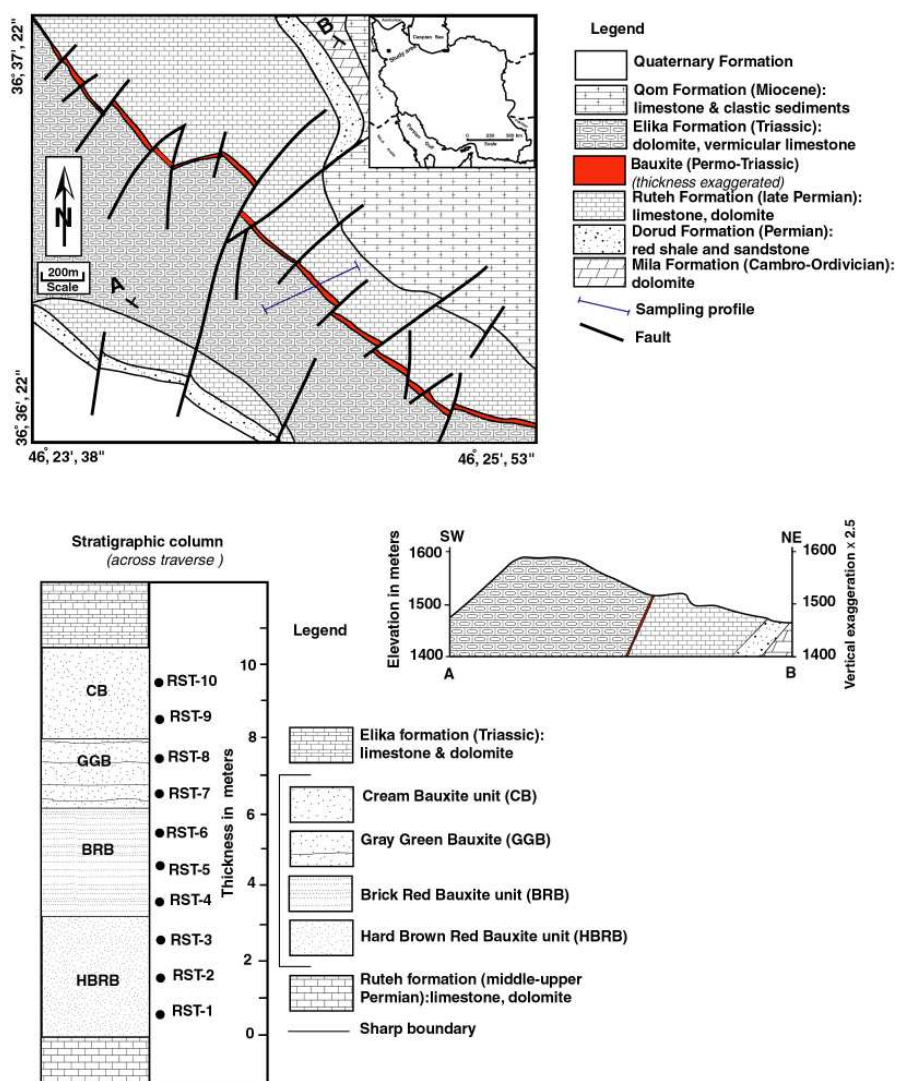 36°, 37', 22"
36°, 36', 22"
46°, 23', 38"
46°, 25', 53"
N
200m
Scale
A
B
Caspian Sea
Study area
Scale
Legend
Quaternary Formation
Qom Formation (Miocene):
limestone & clastic sediments
Elika Formation (Triassic):
dolomite, vermicular limestone
Bauxite (Permo-Triassic)
(thickness exaggerated)
Ruteh Formation (late Permian):
limestone, dolomite
Dorud Formation (Permian):
red shale and sandstone
Mila Formation (Cambro-Ordivician):
dolomite
Sampling profile
Fault
Stratigraphic column
(across traverse )
CB
GGB
BRB
HBRB
RST-10
RST-9
RST-8
RST-7
RST-6
RST-5
RST-4
RST-3
RST-2
RST-1
Thickness in meters
10
8
6
4
2
0
SW
NE
Elevation in meters
1600
1500
1400
1600
1500
1400
Vertical exaggeration x 2.5
A
B
Legend
Elika formation (Triassic):
limestone & dolomite
Cream Bauxite unit (CB)
Gray Green Bauxite (GGB)
Brick Red Bauxite unit (BRB)
Hard Brown Red Bauxite unit (HBRB)
Ruteh formation (middle-upper
Permian):limestone, dolomite
Sharp boundary